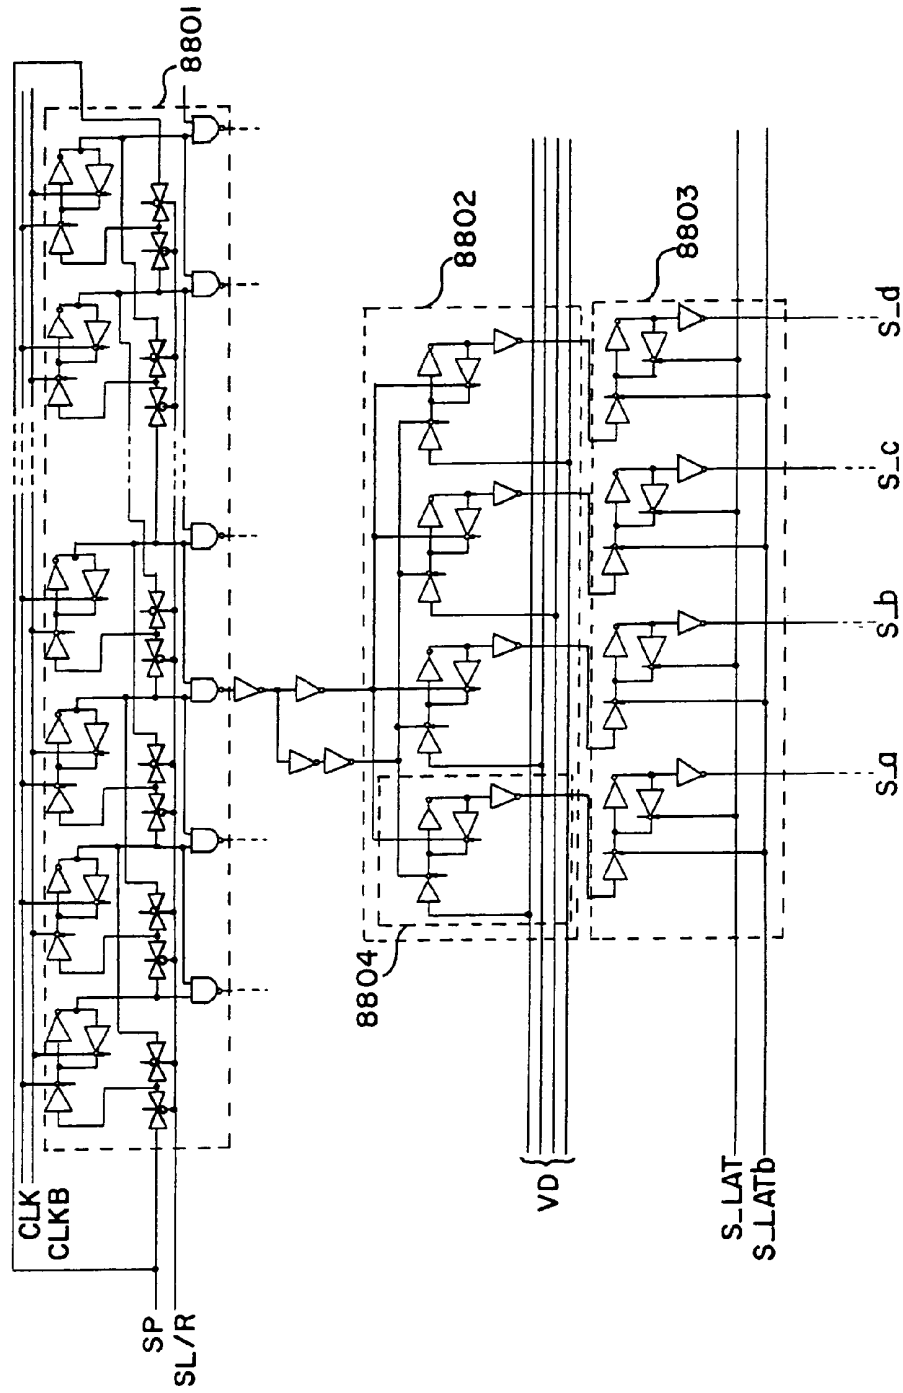 8801
CLK
CLKB
SP
SL/R
8802
8804
VD
8803
S_LAT
S_LATb
S_a
S_b
S_c
S_d